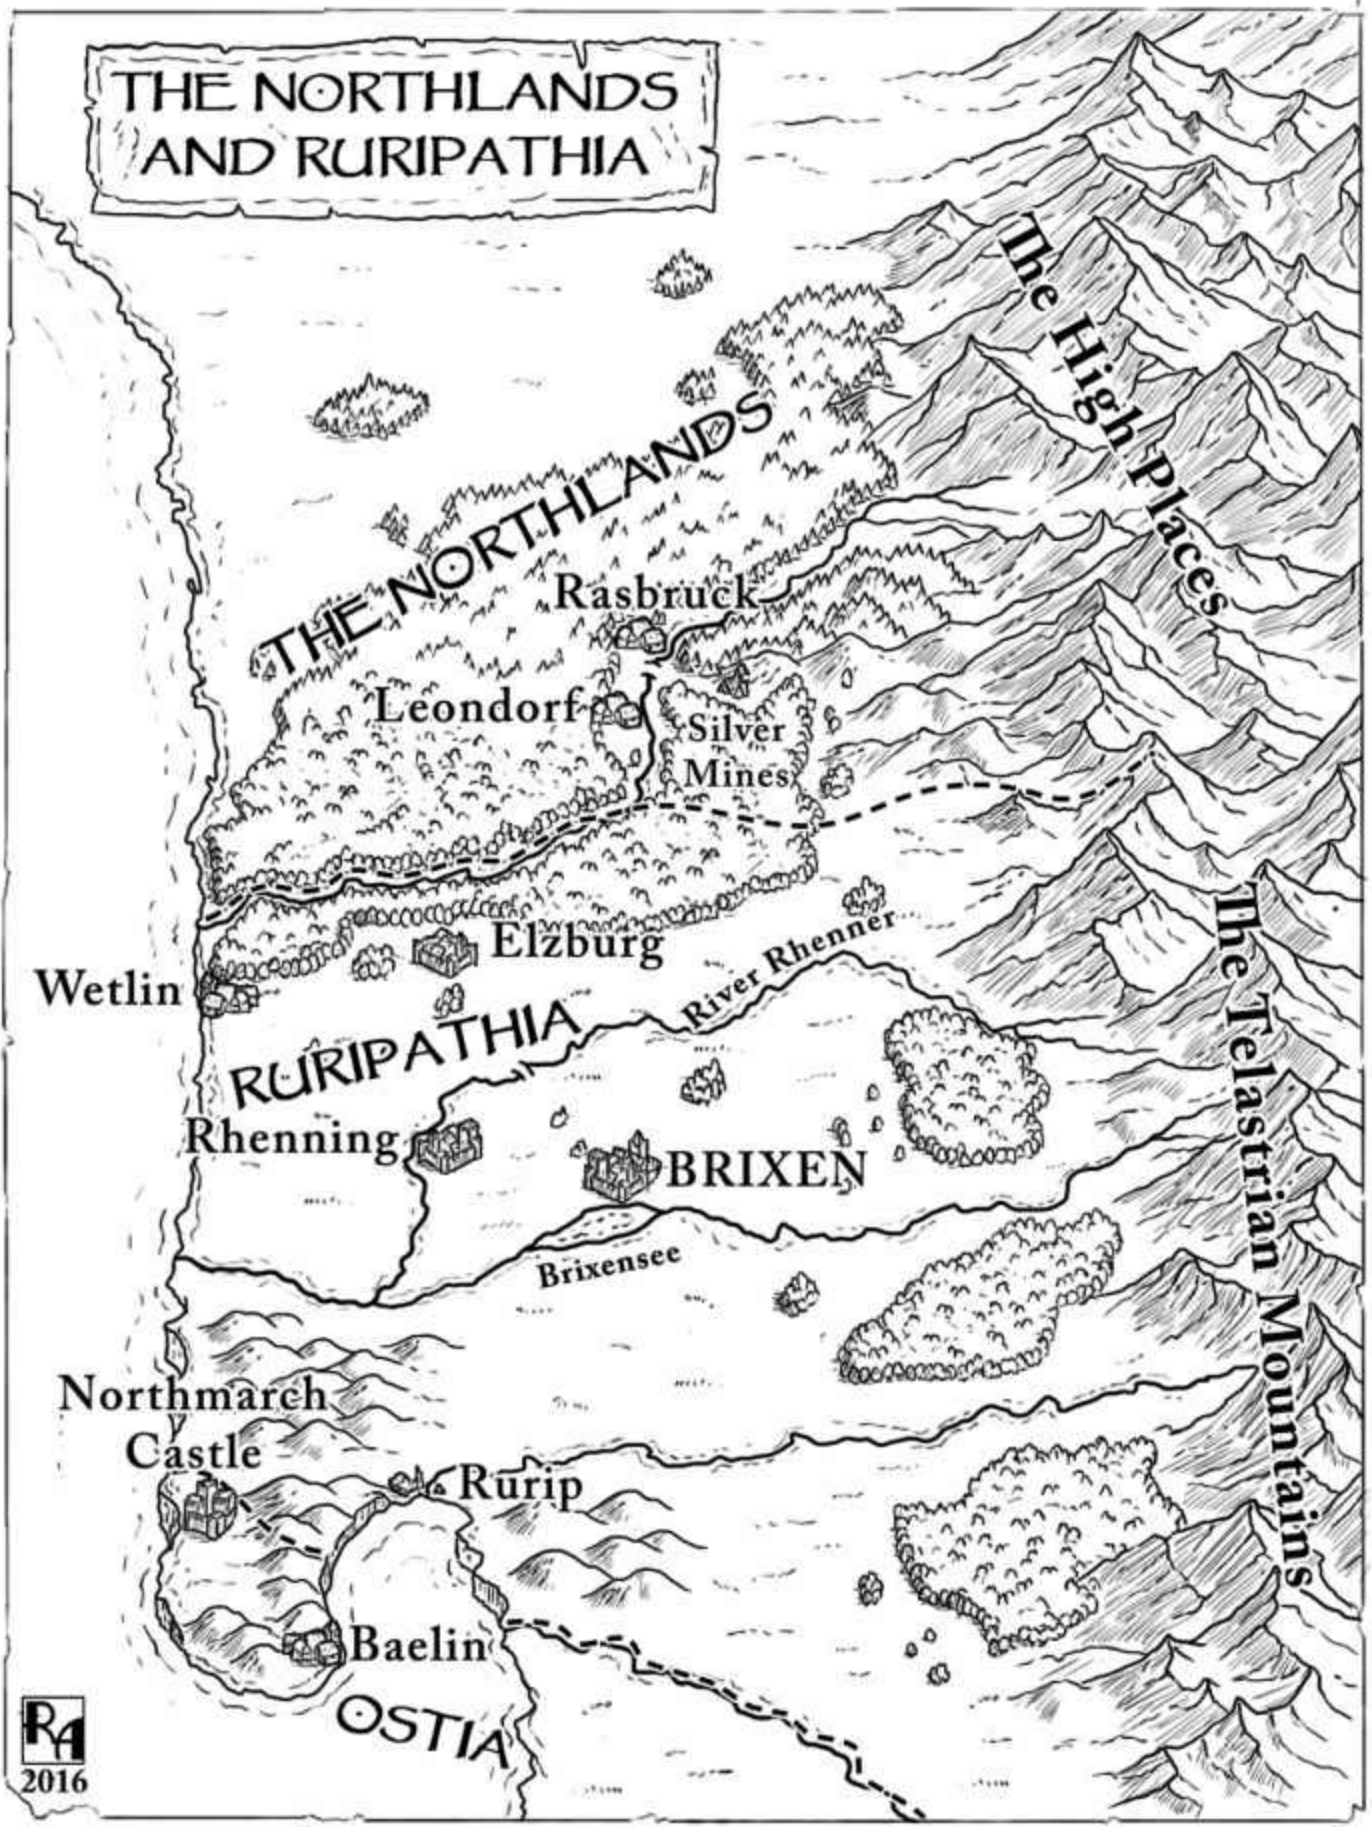 THE NORTHLANDS
AND RURIPATHIA
The High Places
THE NORTHLANDS
Rasbruck
Leondorf
Silver
Mines
Elzburg
River Rhenner
Wetlin
The Telastrian Mountains
RURIPATHIA
Rhenning
BRIXEN
Brixensee
Northmarch
Castle
Rurip
Baelin
OSTIA
RA
2016